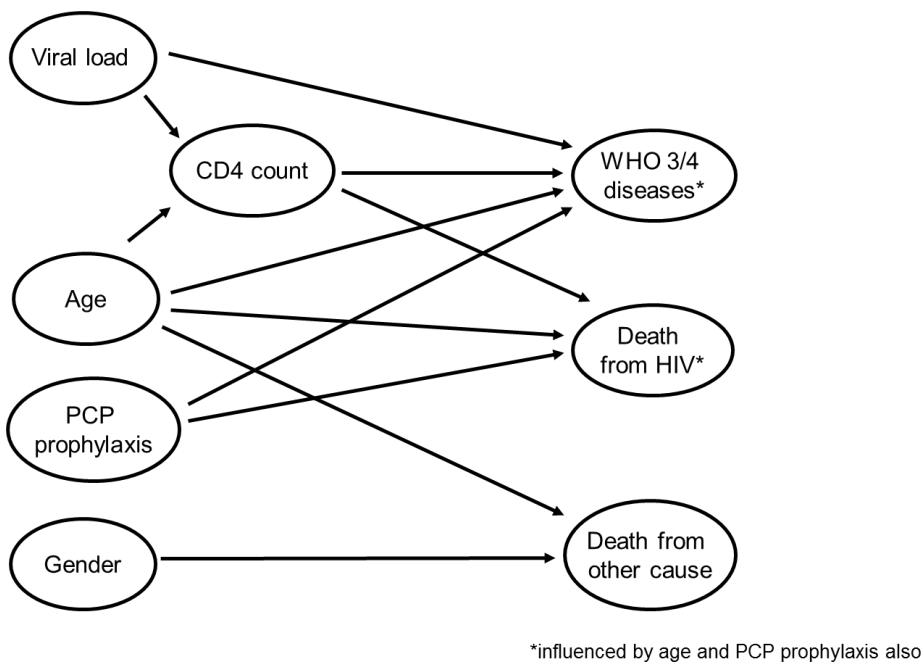 Viral load
CD4 count
WHO 3/4
diseases*
Age
Death
from HIV*
PCP
prophylaxis
Gender
Death from
other cause
*influenced by age and PCP prophylaxis also